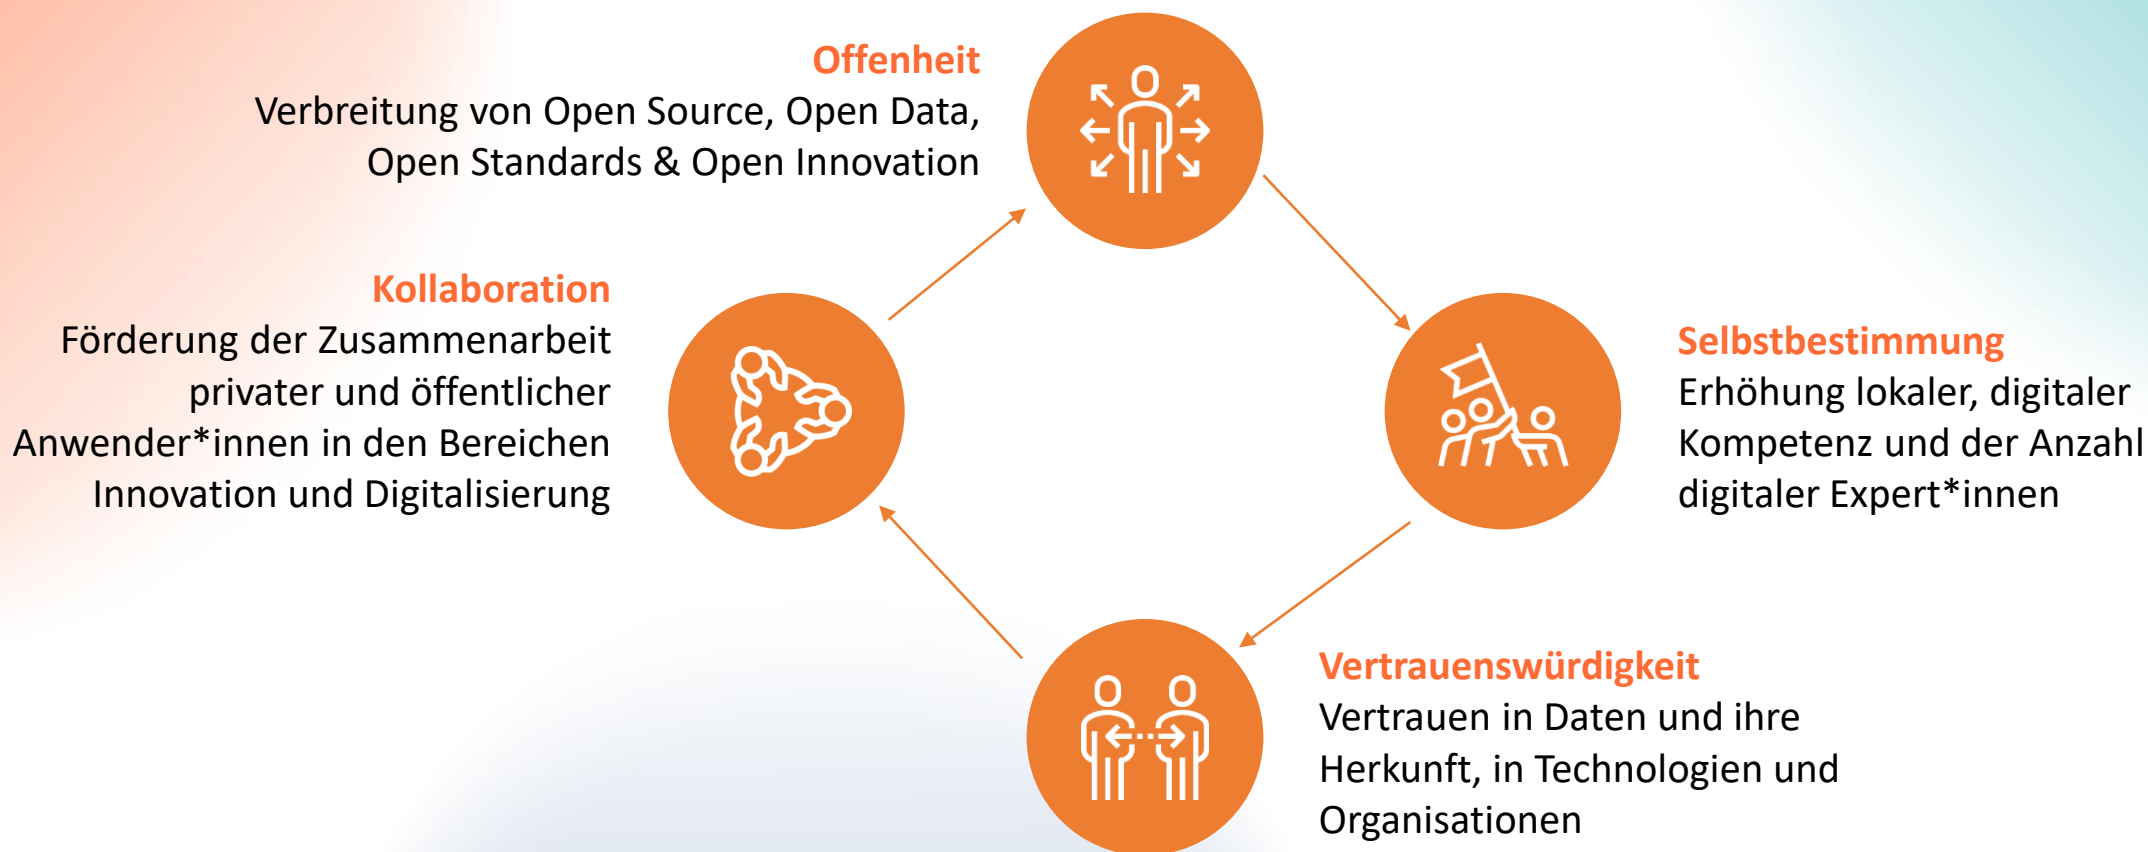 Offenheit
Verbreitung von Open Source, Open Data,
Open Standards & Open Innovation
Kollaboration
Förderung der Zusammenarbeit
privater und öffentlicher
Anwender*innen in den Bereichen
Innovation und Digitalisierung
Selbstbestimmung
Erhöhung lokaler, digitaler
Kompetenz und der Anzahl
digitaler Expert*innen
Vertrauenswürdigkeit
Vertrauen in Daten und ihre
Herkunft, in Technologien und
Organisationen